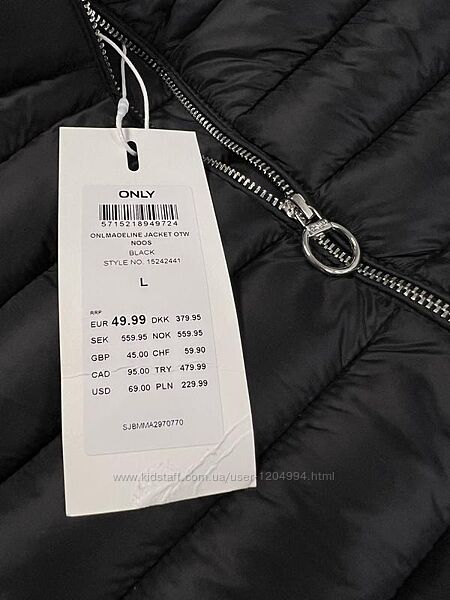 ONLY
5715218949724
ONLMADELINE JACKET OTW
NOOS
BLACK
STYLE NO. 15242441
L
RRP
EUR 49.99 DKK 379.95
SEK 559.95 NOK 559.95
GBP 45.00 CHF 59.90
CAD 95.00 TRY 479.99
USD 69.00 PLN 229.99
SJBMMA2970770
www.kidstaff.com.ua/user-1204994.html